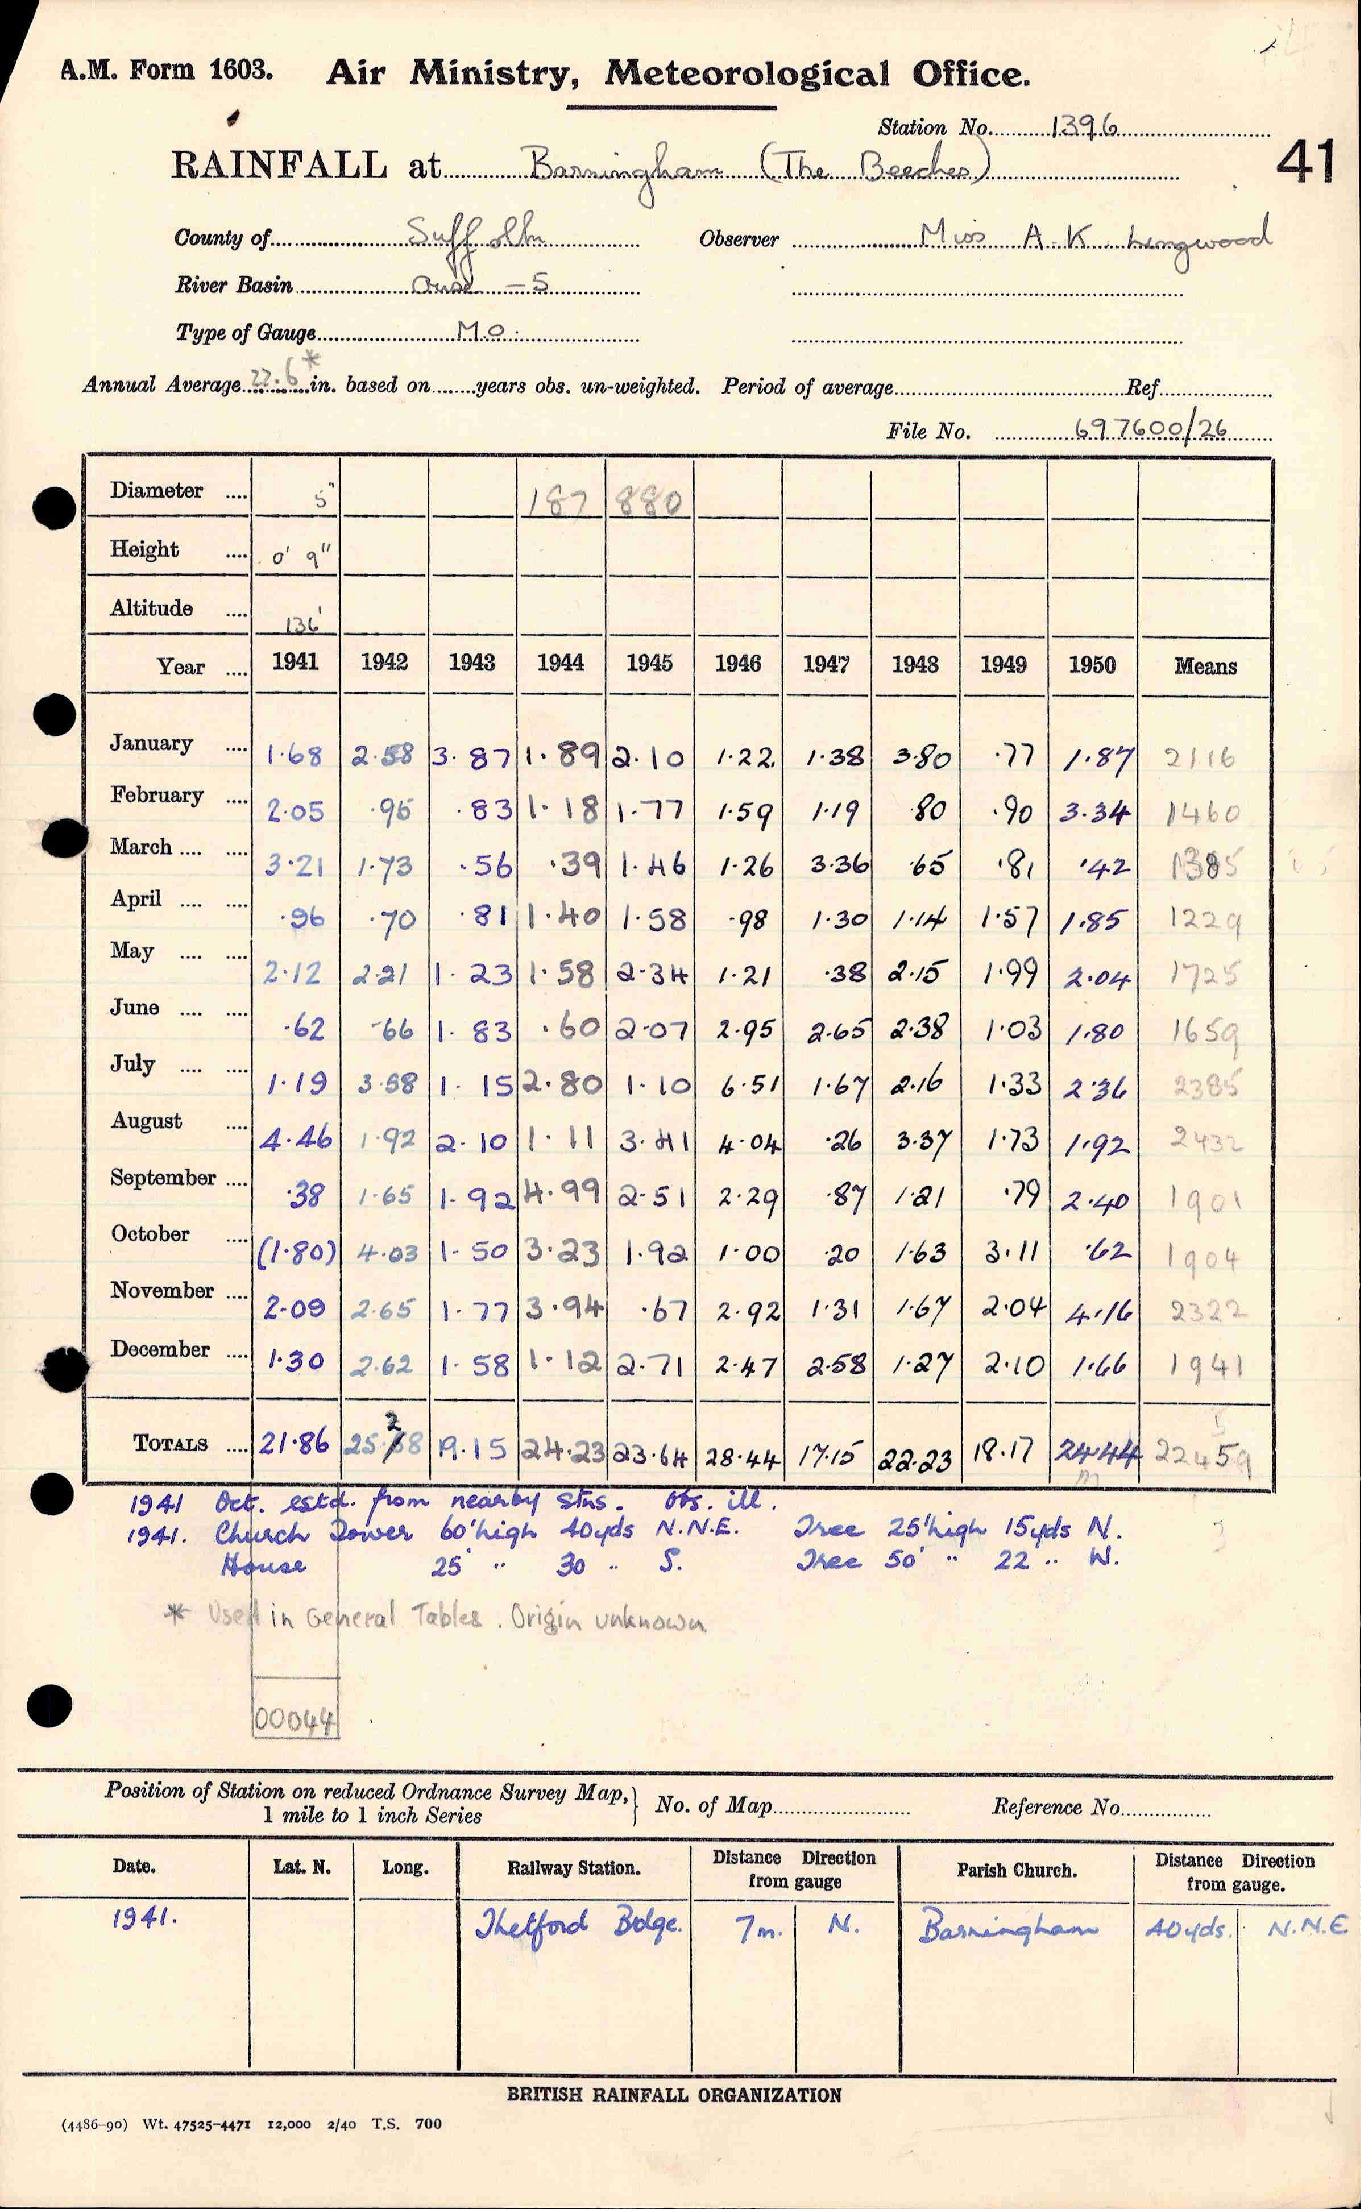 A.M. Form 1603. Air Ministry, Meteorological Office.
Station No. 1396
41
RAINFALL at Barningham (The Beeches)
County of Suffolk Observer Miss A.K. Lingwood
River Basin Ouse - 5
Type of Gauge M.O.
Annual Average 22.6* in. based on years obs. un-weighted. Period of average Ref
File No. 697600/26
Diameter .... 5" 187 880
Height .... 0' 9"
Altitude .... 136'
Year .... 1941 1942 1943 1944 1945 1946 1947 1948 1949 1950 Means
January .... 1.68 2.58 3.87 1.89 2.10 1.22 1.38 3.80 .77 1.87 2116
February .... 2.05 .95 .83 1.18 1.77 1.59 1.19 .80 .90 3.34 1460
March .... .... 3.21 1.73 .56 .39 1.46 1.26 3.36 .65 .81 .42 1385
April .... .... .96 .70 .81 1.40 1.58 .98 1.30 1.14 1.57 1.85 1229
May .... .... 2.12 2.21 1.23 1.58 2.34 1.21 .38 2.15 1.99 2.04 1725
June .... .... .62 .66 1.83 .60 2.07 2.95 2.65 2.38 1.03 1.80 1659
July .... .... 1.19 3.58 1.15 2.80 1.10 6.51 1.67 2.16 1.33 2.36 2385
August .... 4.46 1.92 2.10 1.11 3.41 4.04 .26 3.37 1.73 1.92 2432
September .... .38 1.65 1.92 4.99 2.51 2.29 .87 1.21 .79 2.40 1901
October .... (1.80) 4.03 1.50 3.23 1.92 1.00 .20 1.63 3.11 .62 1904
November .... 2.09 2.65 1.77 3.94 .67 2.92 1.31 1.67 2.04 4.16 2322
December .... 1.30 2.62 1.58 1.12 2.71 2.47 2.58 1.27 2.10 1.66 1941
TOTALS .... 21.86 25.28 19.15 24.23 23.64 28.44 17.15 22.23 18.17 24.44 22459
1941 Oct. estd. from nearby stns. Obs. ill.
1941. Church Tower 60' high 40yds N.N.E. Tree 25' high 15yds N.
House 25' " 30 " S. Tree 50' " 22 " W.
* Used in General Tables. Origin unknown
00044
Position of Station on reduced Ordnance Survey Map,} No. of Map Reference No.
1 mile to 1 inch Series
Date. Lat. N. Long. Railway Station. Distance Direction from gauge Parish Church. Distance Direction from gauge.
1941. Thetford Bdge. 7m. N. Barningham 40yds. N.N.E
BRITISH RAINFALL ORGANIZATION
(4486-90) Wt. 47525-4471 12,000 2/40 T.S. 700